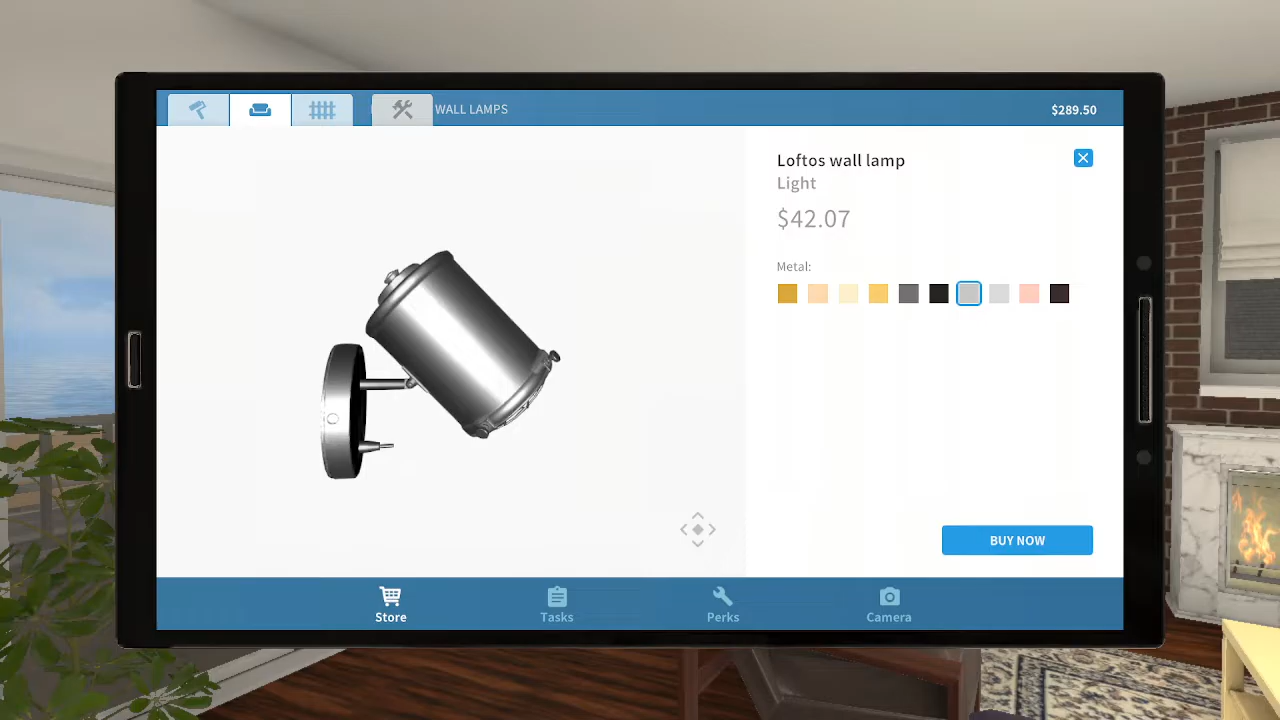 WALL LAMPS
$289.50
Loftos wall lamp
Light
$42.07
Metal:
BUY NOW
Store
Tasks
Perks
Camera